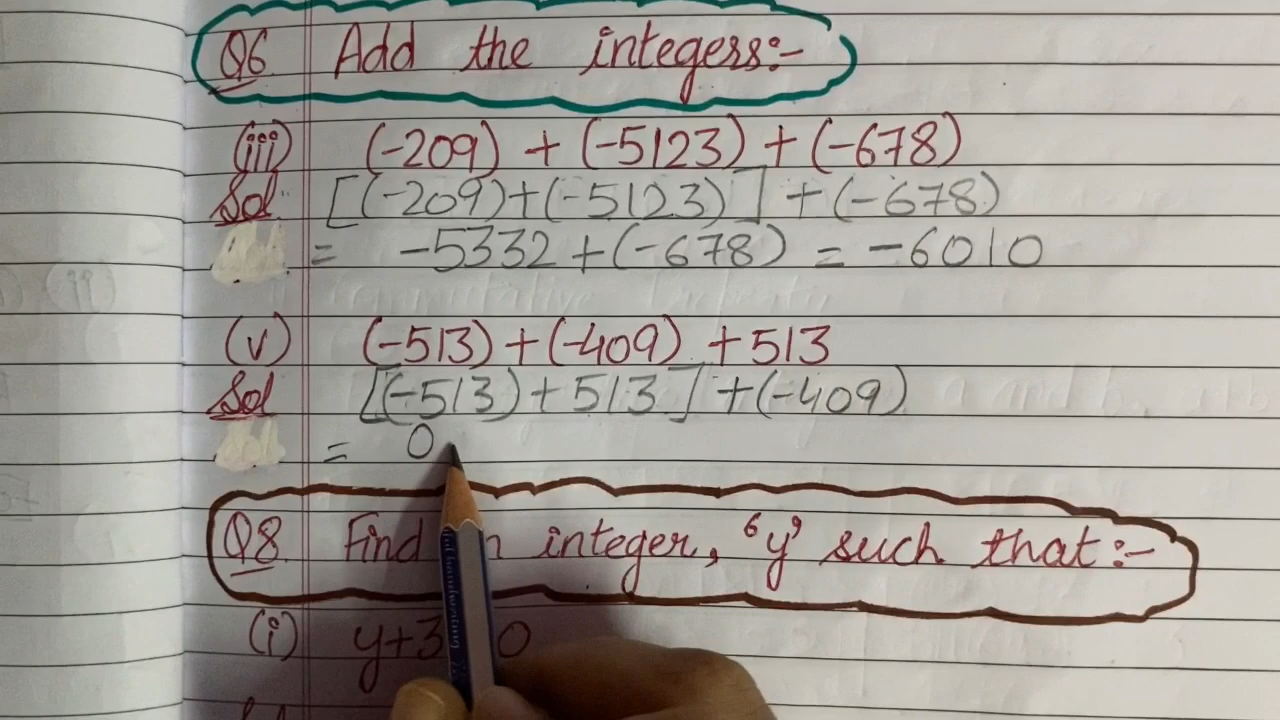 Q6 Add the integers:-
(iii) (-209) + (-5123) + (-678)
Sol: [(-209)+(-5123)] + (-678)
= -5332 + (-678) = -6010
(v) (-513) + (-409) + 513
Sol [(-513) + 513] + (-409)
= 0
Q8 Find integer, 'y' such that:-
(i) y+3 0